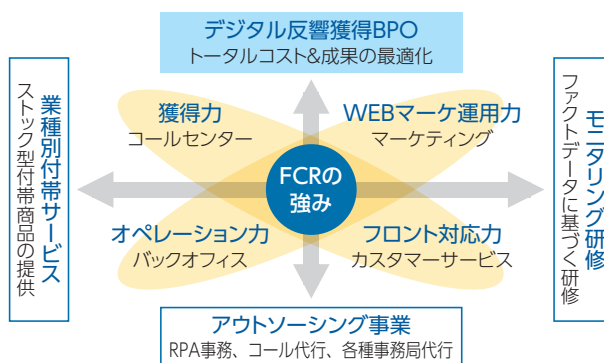 デジタル反響獲得BPO
トータルコスト&成果の最適化
業種別付帯サービス
ストック型付帯商品の提供
獲得力
コールセンター
WEBマーケ運用力
マーケティング
FCRの
強み
オペレーション力
バックオフィス
フロント対応力
カスタマーサービス
モニタリング研修
ファクトデータに基づく研修
アウトソーシング事業
RPA事務、コール代行、各種事務局代行